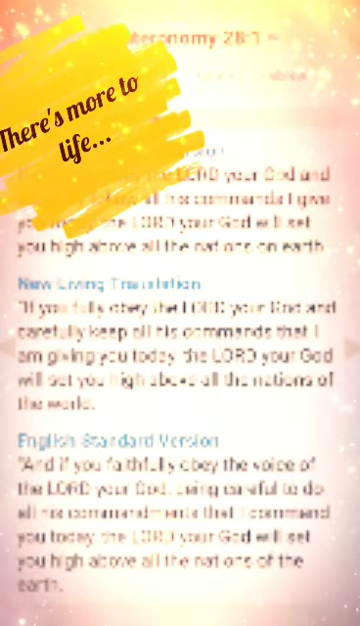 There's more to
life...
Deuteronomy 28:1
LORD your God and
all his commands I give
the LORD your God will set
you high above all the nations on earth
New Living Translation
"If you fully obey the LORD your God and
carefully keep all his commands that I
am giving you today, the LORD your God
will set you high above all the nations of
the world.
English Standard Version
"And if you faithfully obey the voice of
the LORD your God, being careful to do
all his commandments that I command
you today, the LORD your God will set
you high above all the nations of the
earth.